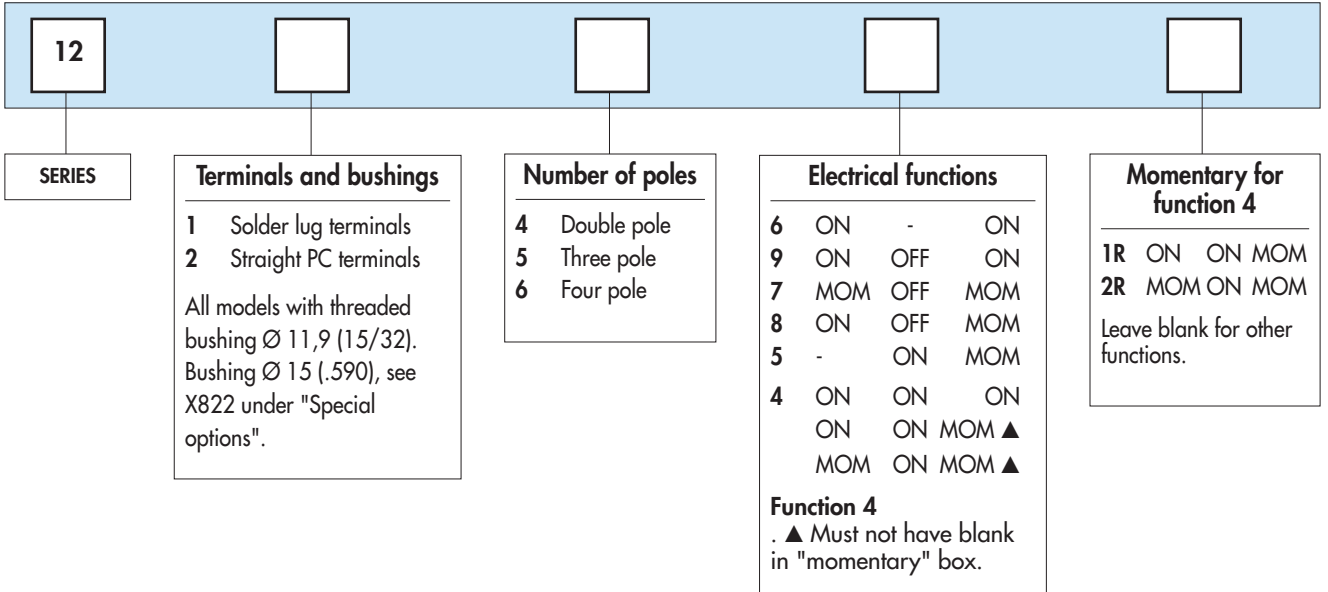 12
SERIES
Terminals and bushings
1 Solder lug terminals
2 Straight PC terminals
All models with threaded
bushing Ø 11,9 (15/32).
Bushing Ø 15 (.590), see
X822 under "Special
options".
Number of poles
4 Double pole
5 Three pole
6 Four pole
Electrical functions
6 ON - ON
9 ON OFF ON
7 MOM OFF MOM
8 ON OFF MOM
5 - ON MOM
4 ON ON ON
ON ON MOM ▲
MOM ON MOM ▲
Function 4
. ▲ Must not have blank
in "momentary" box.
Momentary for
function 4
1R ON ON MOM
2R MOM ON MOM
Leave blank for other
functions.